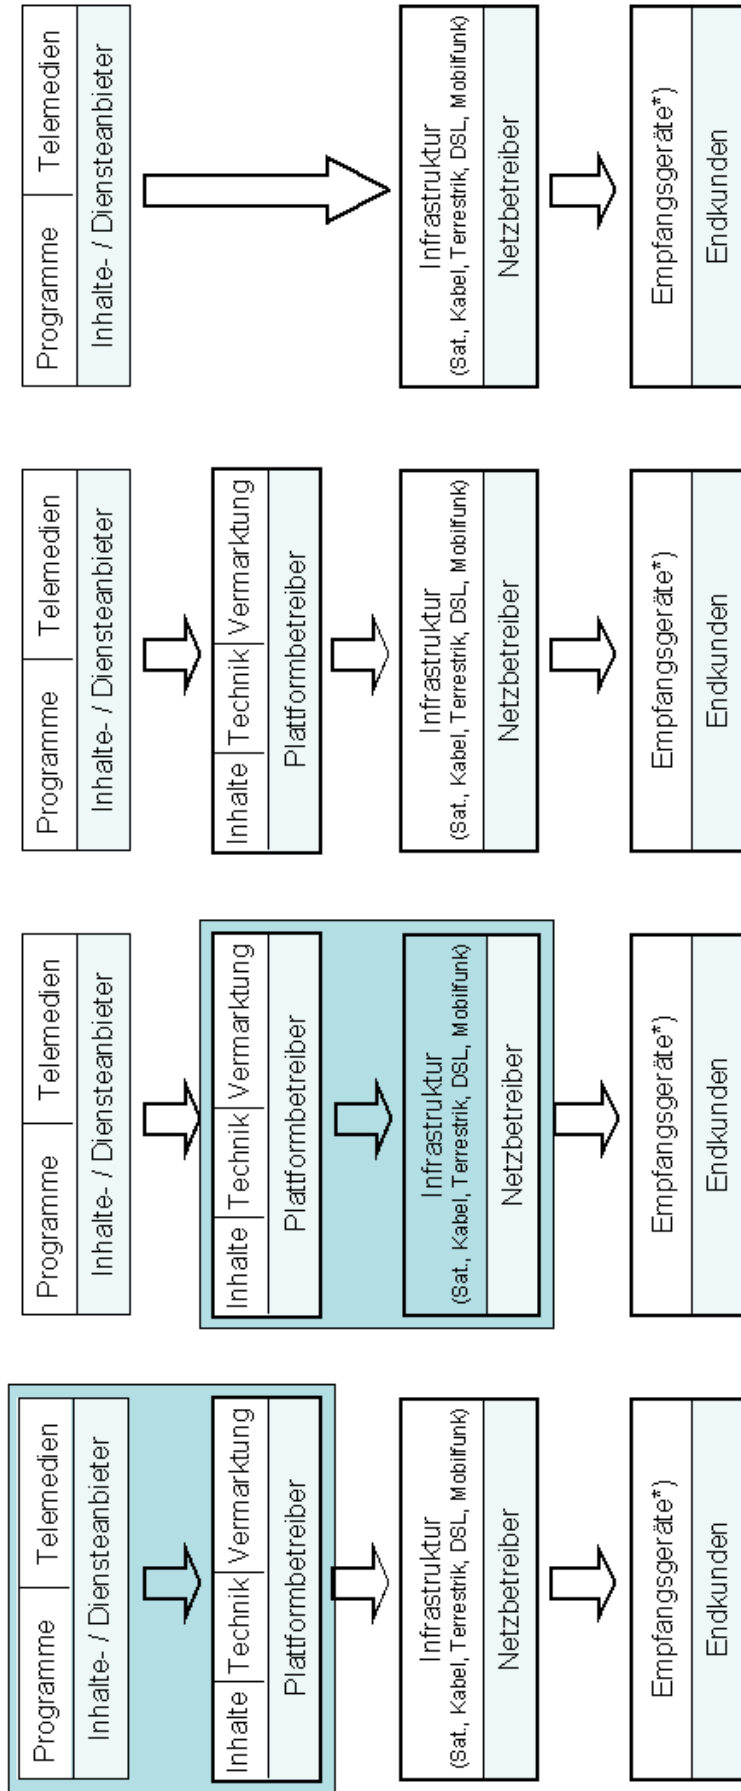 Programme Telemedien
Inhalte- / Diensteanbieter
Inhalte Technik Vermarktung
Plattformbetreiber
Infrastruktur
(Sat., Kabel, Terrestrik, DSL, Mobilfunk)
Netzbetreiber
Empfangsgeräte*)
Endkunden
Programme Telemedien
Inhalte- / Diensteanbieter
Inhalte Technik Vermarktung
Plattformbetreiber
Infrastruktur
(Sat., Kabel, Terrestrik, DSL, Mobilfunk)
Netzbetreiber
Empfangsgeräte*)
Endkunden
Programme Telemedien
Inhalte- / Diensteanbieter
Inhalte Technik Vermarktung
Plattformbetreiber
Infrastruktur
(Sat., Kabel, Terrestrik, DSL, Mobilfunk)
Netzbetreiber
Empfangsgeräte*)
Endkunden
Programme Telemedien
Inhalte- / Diensteanbieter
Infrastruktur
(Sat., Kabel, Terrestrik, DSL, Mobilfunk)
Netzbetreiber
Empfangsgeräte*)
Endkunden